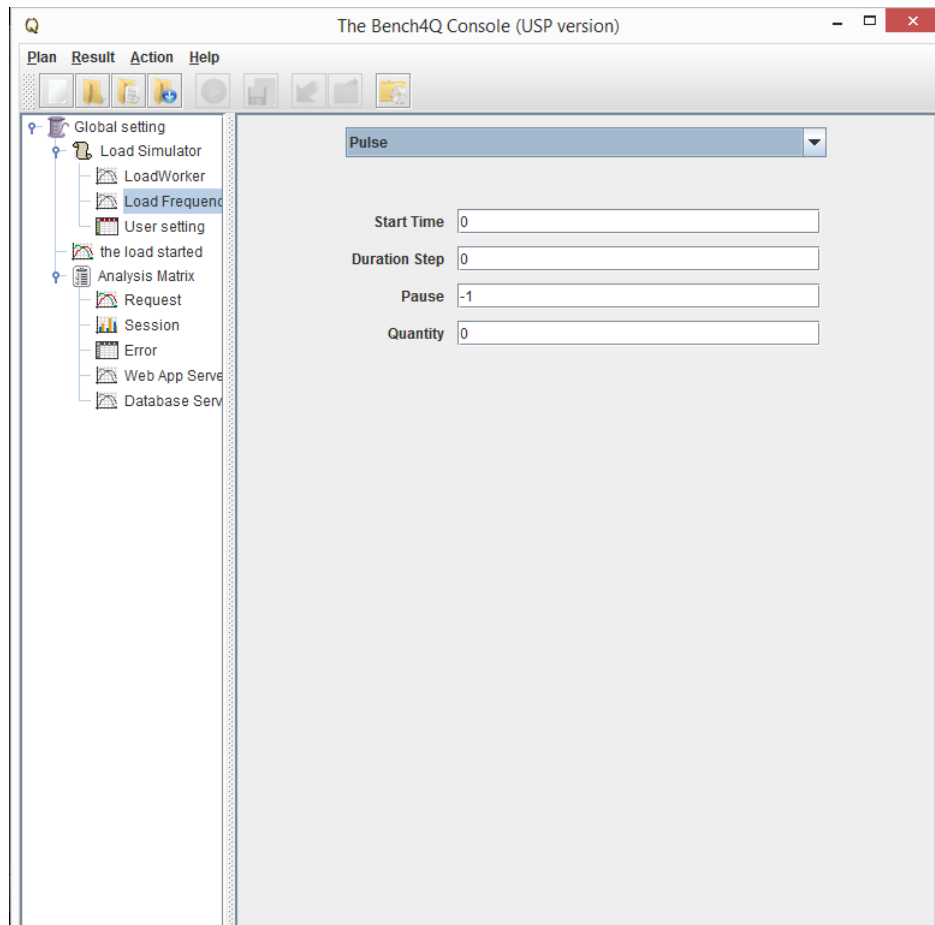 Q The Bench4Q Console (USP version)
Plan Result Action Help
Global setting
Load Simulator
LoadWorker
Load Frequenc
User setting
the load started
Analysis Matrix
Request
Session
Error
Web App Serve
Database Serv
Pulse
Start Time 0
Duration Step 0
Pause -1
Quantity 0